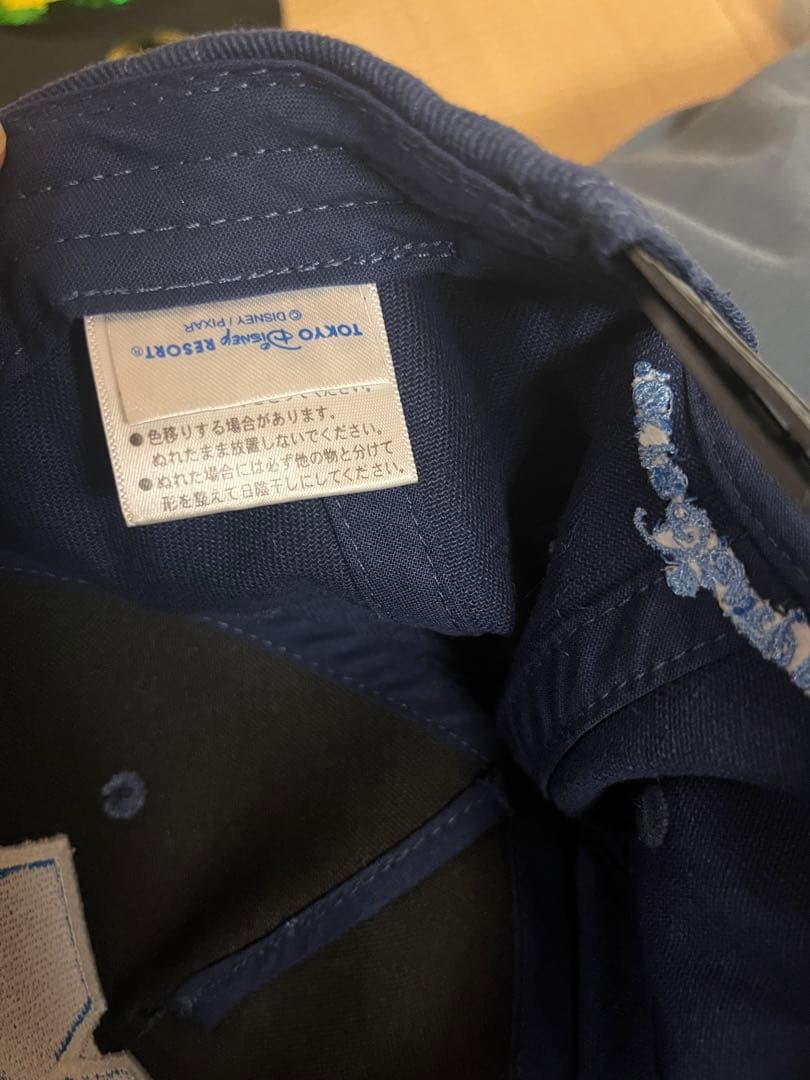 TOKYO DISNEY RESORT®
© DISNEY / PIXAR
●色移りする場合があります。
ぬれたまま放置しないでください。
●ぬれた場合には必ず他の物と分けて
形を整えて日陰干しにしてください。